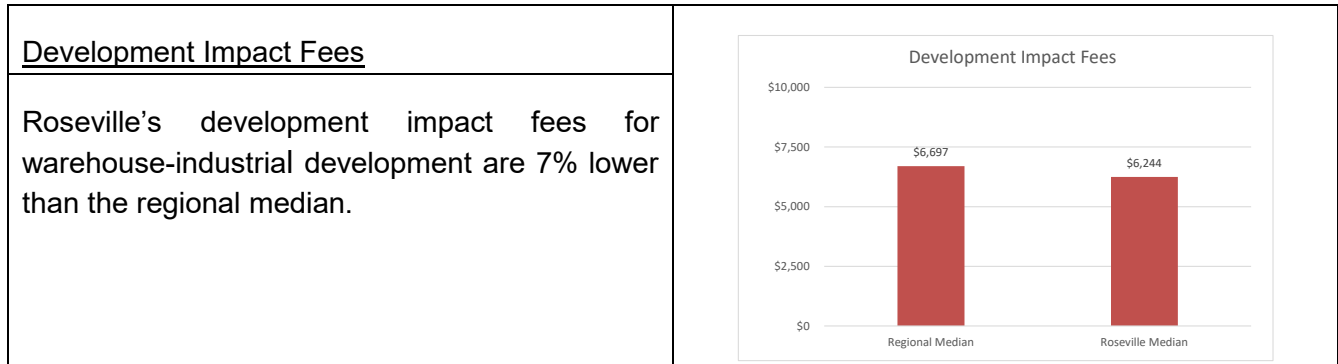 Development Impact Fees
Roseville’s development impact fees for
warehouse-industrial development are 7% lower
than the regional median.
Development Impact Fees
$10,000
$7,500
$6,697
$6,244
$5,000
$2,500
$0
Regional Median
Roseville Median